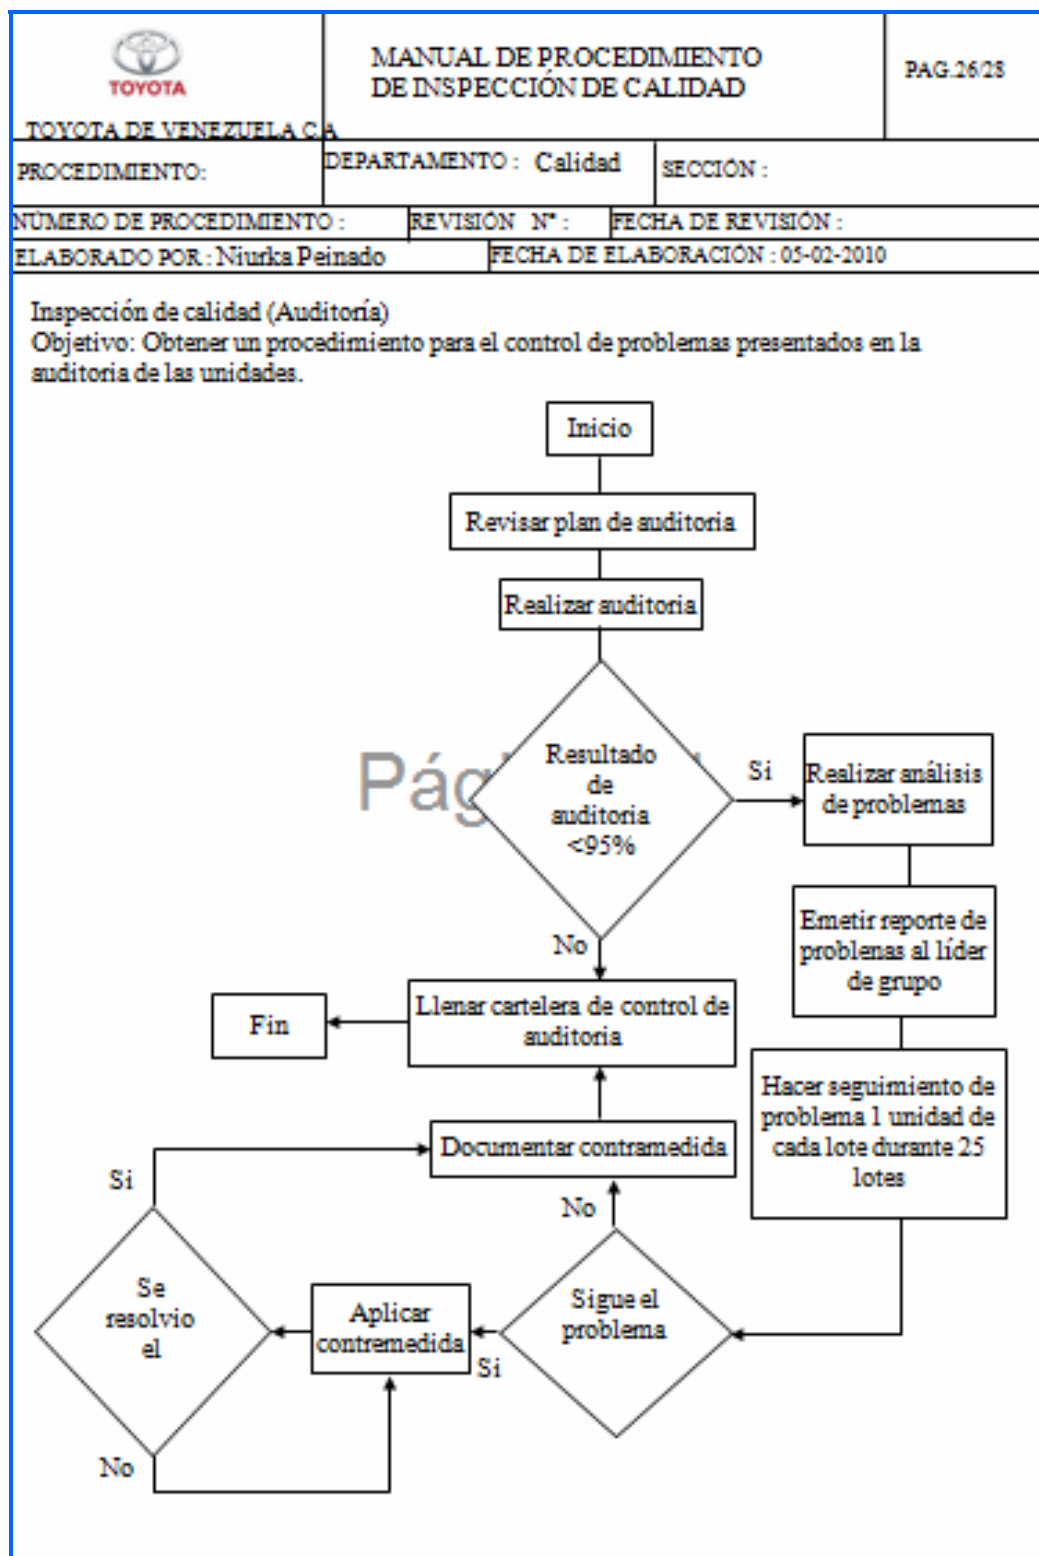 TOYOTA
TOYOTA DE VENEZUELA C.A
MANUAL DE PROCEDIMIENTO
DE INSPECCIÓN DE CALIDAD
PAG.26/28
PROCEDIMIENTO:
DEPARTAMENTO : Calidad
SECCIÓN :
NÚMERO DE PROCEDIMIENTO :
REVISIÓN N° :
FECHA DE REVISIÓN :
ELABORADO POR : Niurka Peinado
FECHA DE ELABORACIÓN : 05-02-2010
Inspección de calidad (Auditoría)
Objetivo: Obtener un procedimiento para el control de problemas presentados en la
auditoria de las unidades.
Inicio
Revisar plan de auditoria
Realizar auditoria
Resultado
de
auditoria
<95%
Si
Realizar análisis
de problemas
Emetir reporte de
problenas al líder
de grupo
No
Llenar cartelera de control de
auditoria
Fin
Hacer seguimiento de
problema 1 unidad de
cada lote durante 25
lotes
Documentar contramedida
Si
No
Se
resolvio
el
Aplicar
contremedida
Si
Sigue el
problema
No